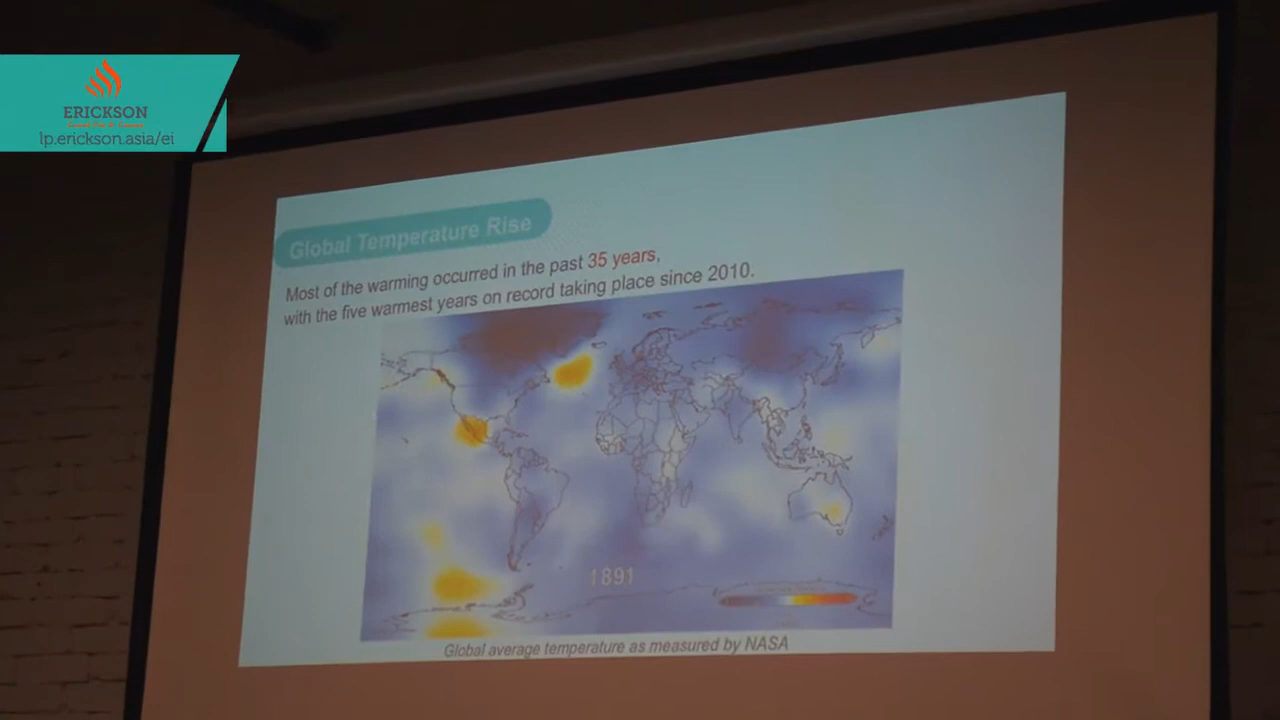 ERICKSON
lp.erickson.asia/ei
Global Temperature Rise
Most of the warming occurred in the past 35 years,
with the five warmest years on record taking place since 2010.
1891
Global average temperature as measured by NASA